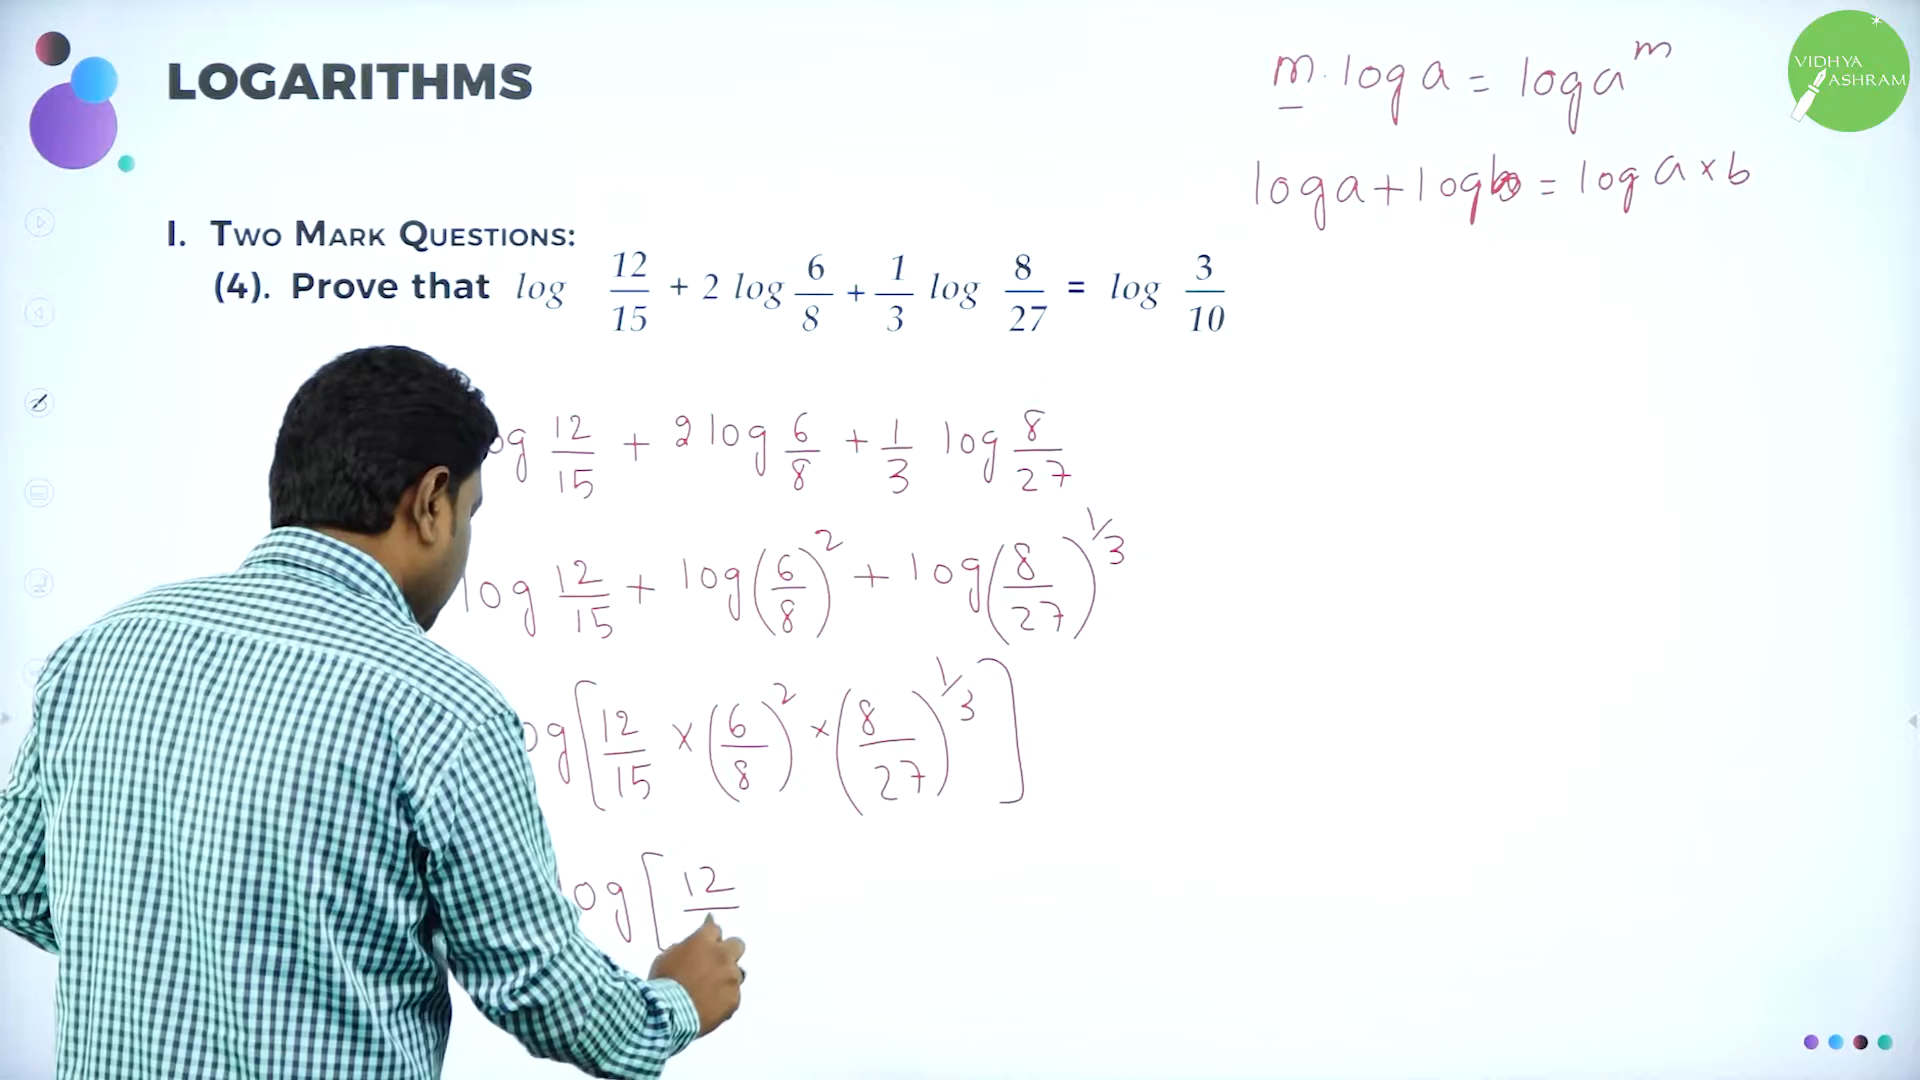 LOGARITHMS
VIDHYA
ASHRAM
m · log a = log a^m
log a + log b = log a × b
I. TWO MARK QUESTIONS:
(4). Prove that log 12/15 + 2 log 6/8 + 1/3 log 8/27 = log 3/10
og 12/15 + 2 log 6/8 + 1/3 log 8/27
log 12/15 + log (6/8)^2 + log (8/27)^1/3
og [12/15 × (6/8)^2 × (8/27)^1/3]
log [12